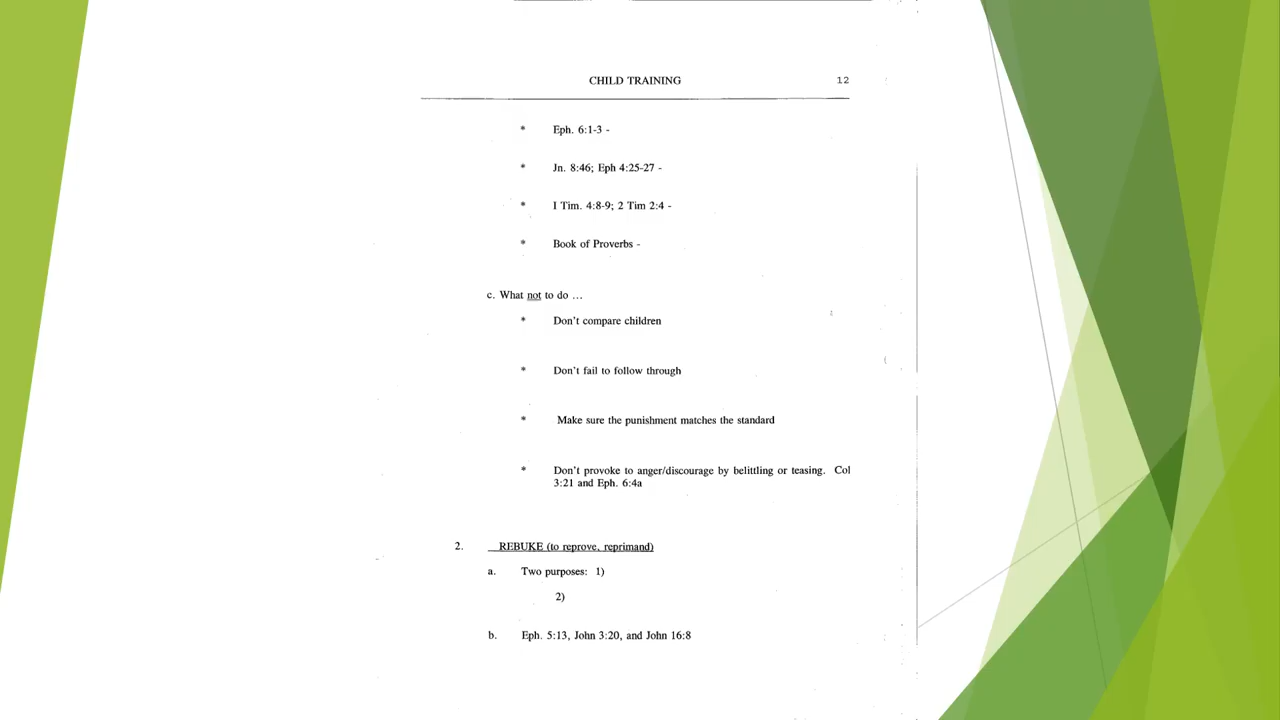 CHILD TRAINING 12
* Eph. 6:1-3 -
* Jn. 8:46; Eph 4:25-27 -
* I Tim. 4:8-9; 2 Tim 2:4 -
* Book of Proverbs -
c. What not to do ...
* Don't compare children
* Don't fail to follow through
* Make sure the punishment matches the standard
* Don't provoke to anger/discourage by belittling or teasing. Col
3:21 and Eph. 6:4a
2. REBUKE (to reprove, reprimand)
a. Two purposes: 1)
2)
b. Eph. 5:13, John 3:20, and John 16:8